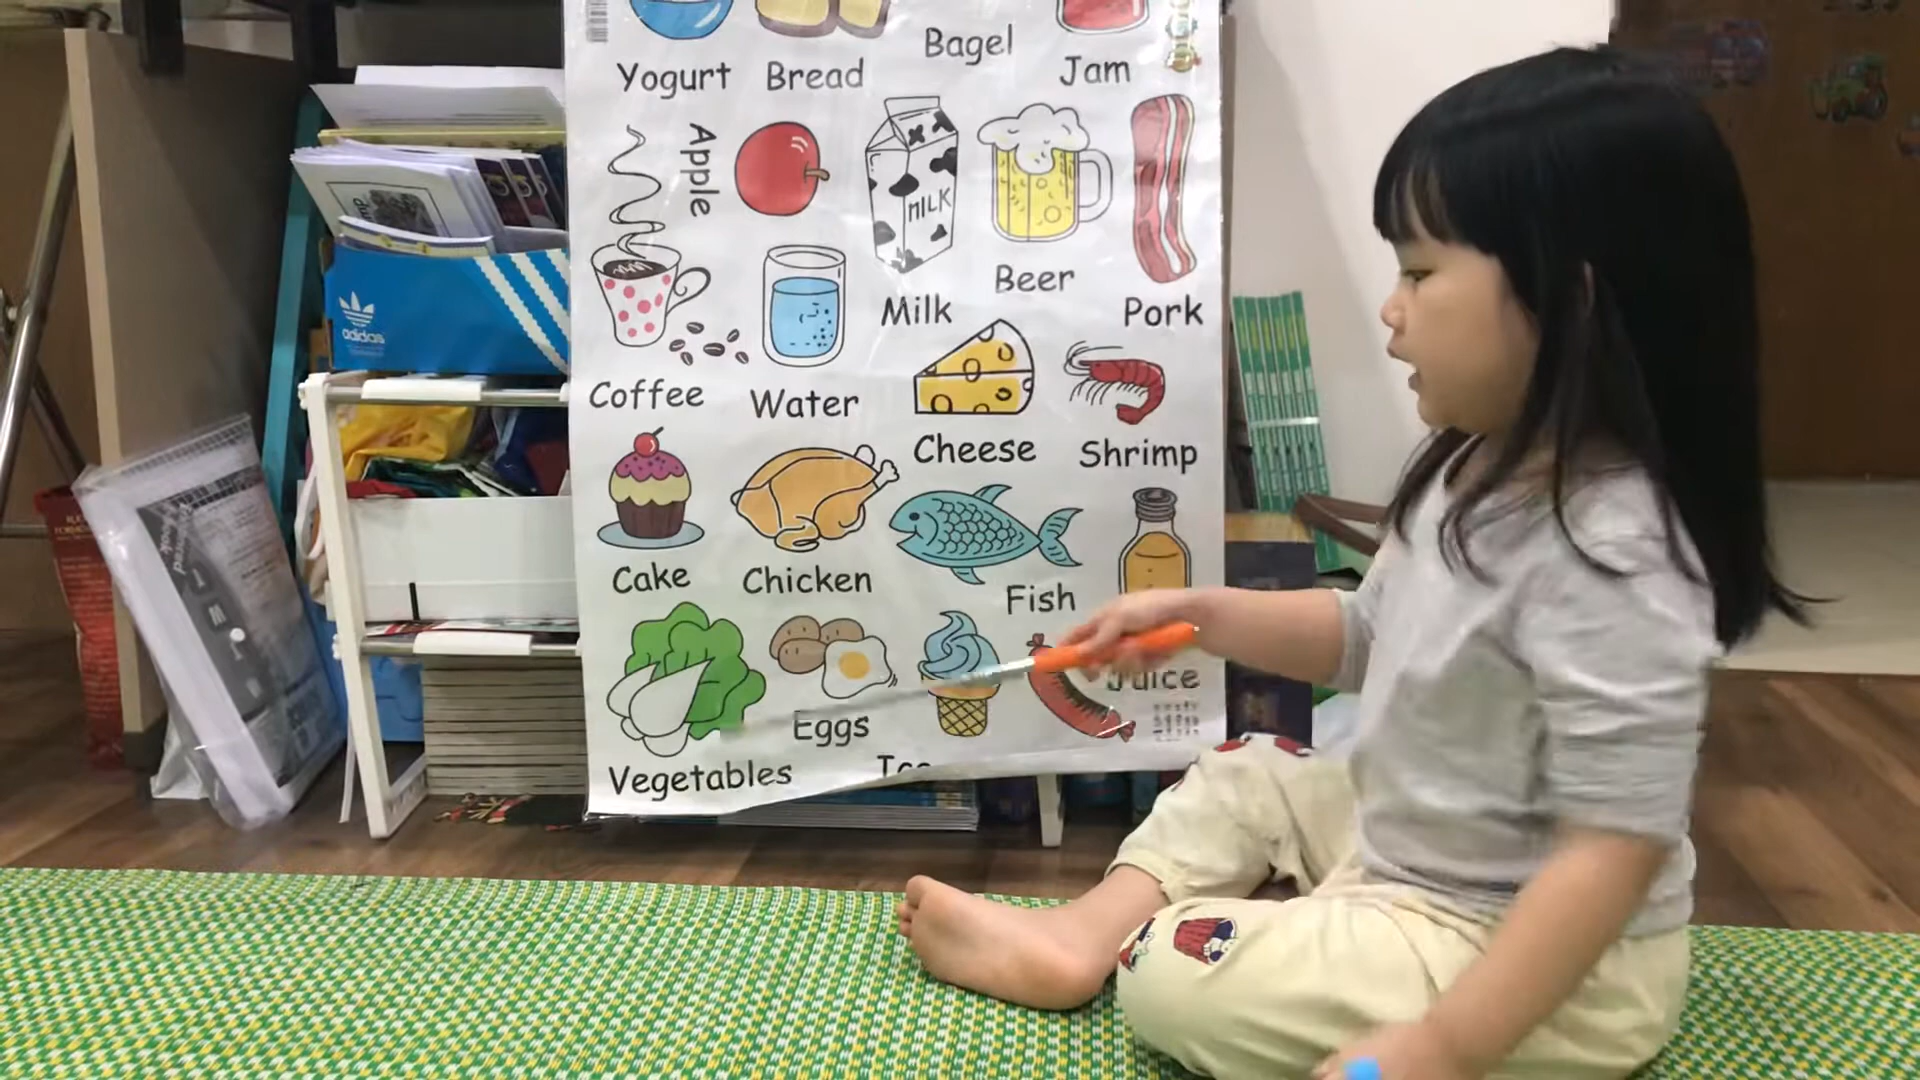 Bagel
Yogurt
Bread
Jam
Apple
MILK
Beer
Milk
Pork
adidas
Coffee
Water
Cheese
Shrimp
Cake
Chicken
Fish
Juice
Eggs
Vegetables